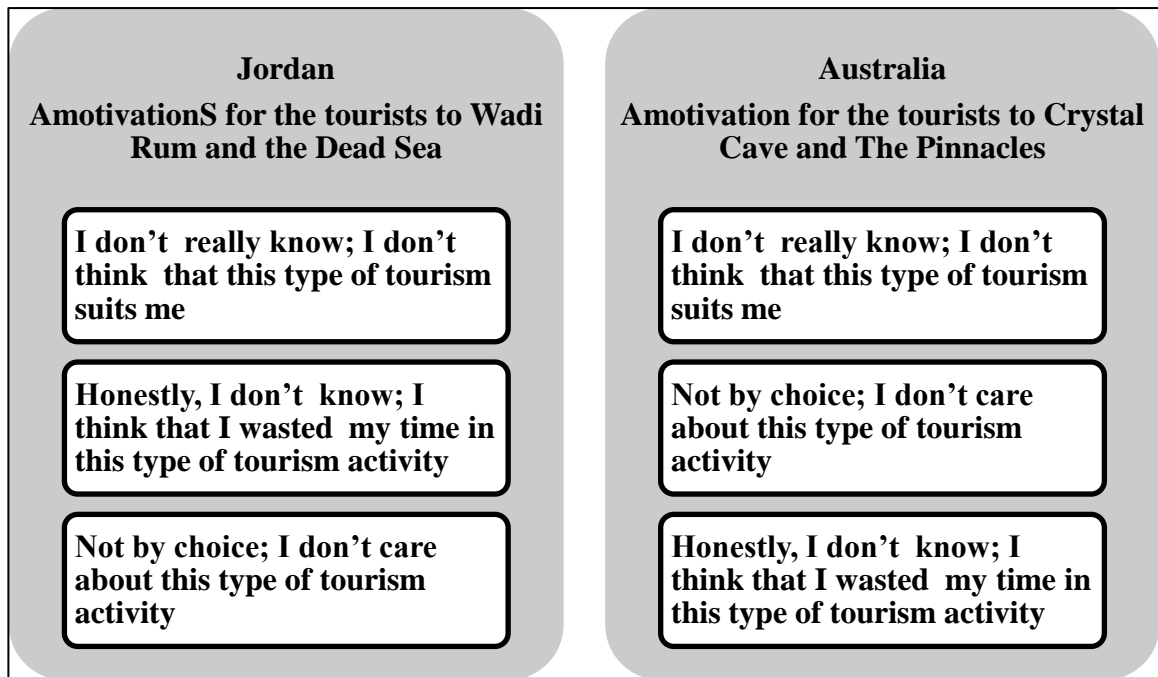 Jordan
AmotivationS for the tourists to Wadi
Rum and the Dead Sea
I don’t really know; I don’t
think that this type of tourism
suits me
Honestly, I don’t know; I
think that I wasted my time in
this type of tourism activity
Not by choice; I don’t care
about this type of tourism
activity
Australia
Amotivation for the tourists to Crystal
Cave and The Pinnacles
I don’t really know; I don’t
think that this type of tourism
suits me
Not by choice; I don’t care
about this type of tourism
activity
Honestly, I don’t know; I
think that I wasted my time in
this type of tourism activity